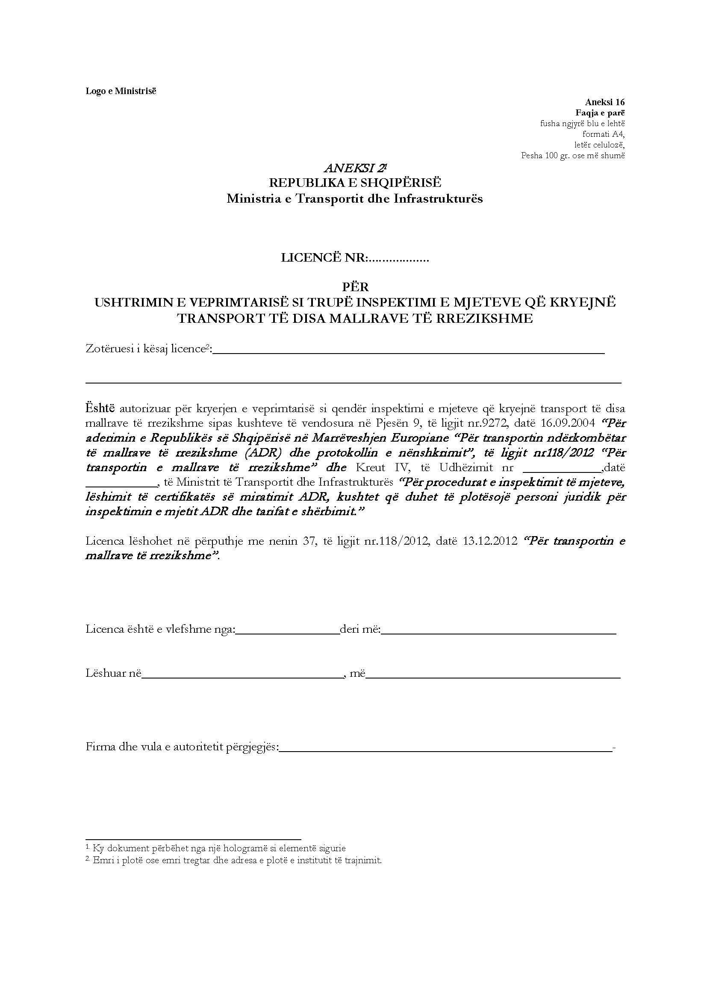 Logo e Ministrisë
Aneksi 16
Faqja e parë
fusha ngjyrë blu e lehtë
formati A4,
letër celulozë,
Pesha 100 gr. ose më shumë
ANEKSI 2¹
REPUBLIKA E SHQIPËRISË
Ministria e Transportit dhe Infrastrukturës
LICENCË NR:..................
PËR
USHTRIMIN E VEPRIMTARISË SI TRUPË INSPEKTIMI E MJETEVE QË KRYEJNË
TRANSPORT TË DISA MALLRAVE TË RREZIKSHME
Zotëruesi i kësaj licence²:____________________________________________________________
__________________________________________________________________________________
Është autorizuar për kryerjen e veprimtarisë si qendër inspektimi e mjeteve që kryejnë transport të disa
mallrave të rrezikshme sipas kushteve të vendosura në Pjesën 9, të ligjit nr.9272, datë 16.09.2004 “Për
aderimin e Republikës së Shqipërisë në Marrëveshjen Europiane “Për transportin ndërkombëtar
të mallrave të rrezikshme (ADR) dhe protokollin e nënshkrimit”, të ligjit nr118/2012 “Për
transportin e mallrave të rrezikshme” dhe Kreut IV, të Udhëzimit nr ____________,datë
___________, të Ministrit të Transportit dhe Infrastrukturës “Për procedurat e inspektimit të mjeteve,
lëshimit të certifikatës së miratimit ADR, kushtet që duhet të plotësojë personi juridik për
inspektimin e mjetit ADR dhe tarifat e shërbimit.”
Licenca lëshohet në përputhje me nenin 37, të ligjit nr.118/2012, datë 13.12.2012 “Për transportin e
mallrave të rrezikshme”.
Licenca është e vlefshme nga:________________deri më:____________________________________
Lëshuar në_______________________________, më_______________________________________
Firma dhe vula e autoritetit përgjegjës:___________________________________________________-
1. Ky dokument përbëhet nga një hologramë si elementë sigurie
2. Emri i plotë ose emri tregtar dhe adresa e plotë e institutit të trajnimit.